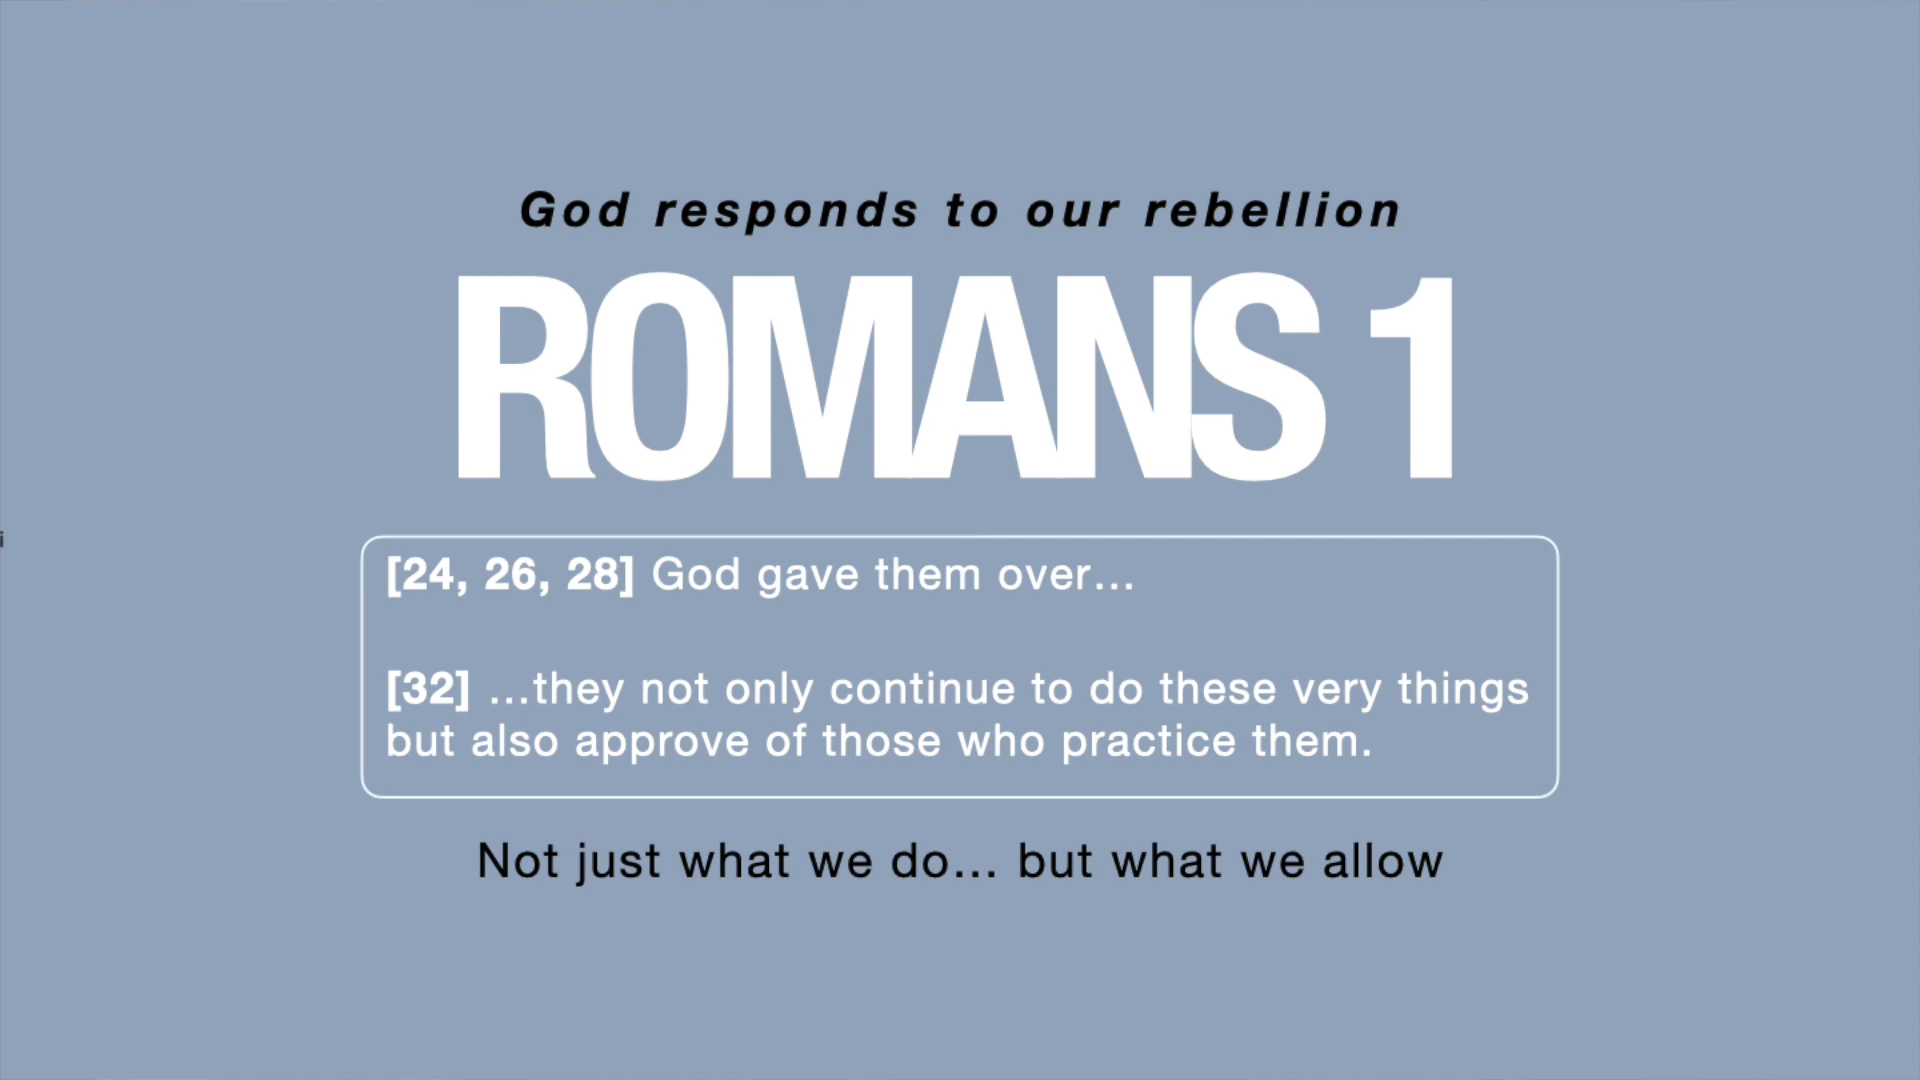 God responds to our rebellion
ROMANS 1
[24, 26, 28] God gave them over...
[32] ...they not only continue to do these very things
but also approve of those who practice them.
Not just what we do... but what we allow